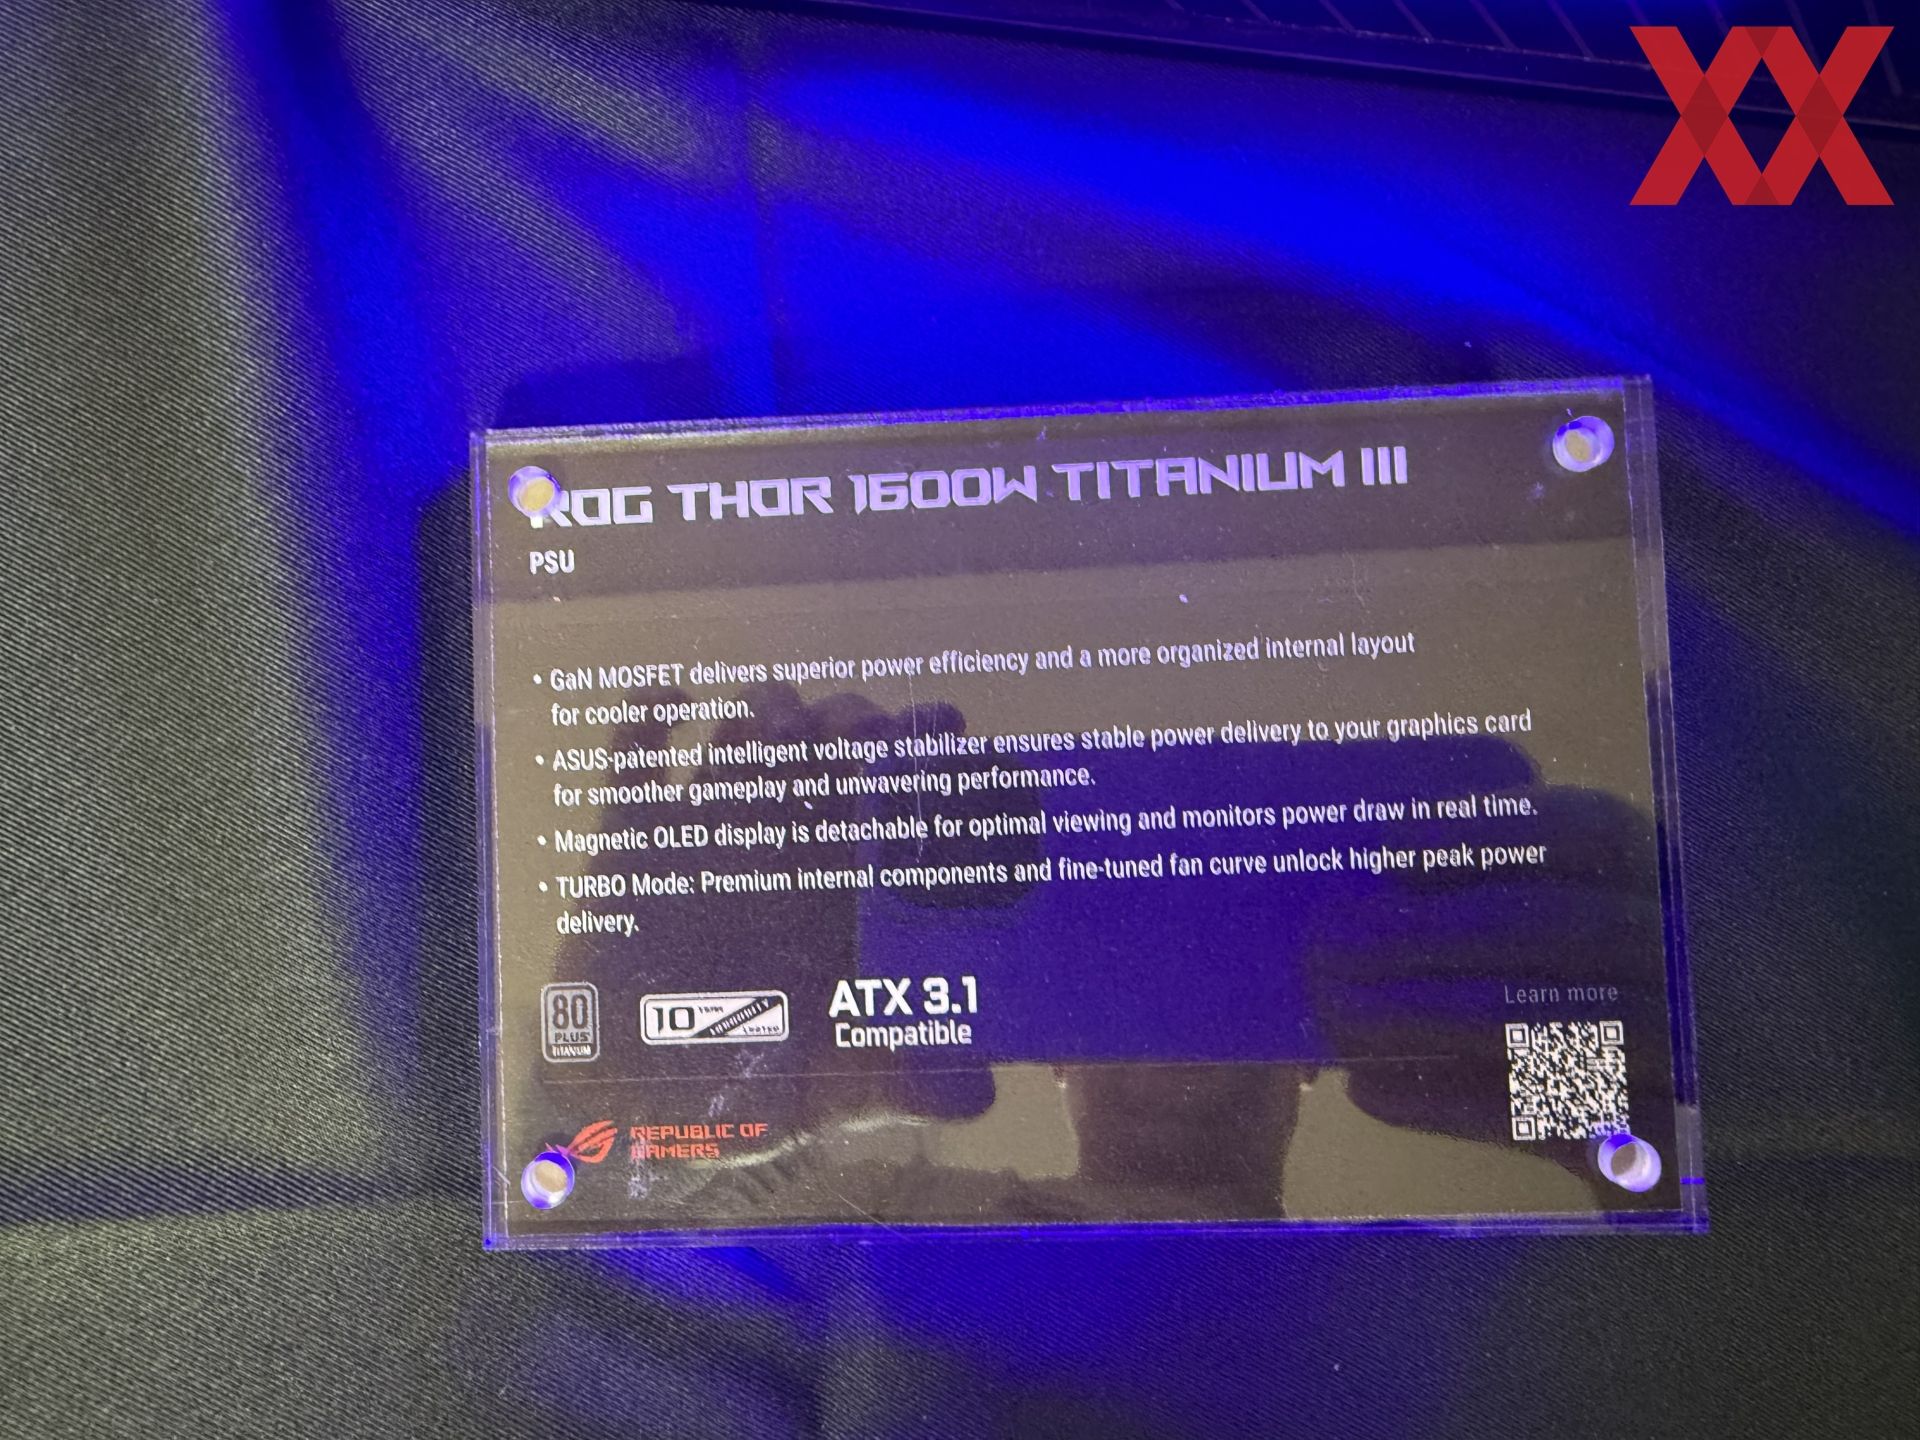 ROG THOR 1600W TITANIUM III
PSU
• GaN MOSFET delivers superior power efficiency and a more organized internal layout
for cooler operation.
• ASUS-patented intelligent voltage stabilizer ensures stable power delivery to your graphics card
for smoother gameplay and unwavering performance.
• Magnetic OLED display is detachable for optimal viewing and monitors power draw in real time.
• TURBO Mode: Premium internal components and fine-tuned fan curve unlock higher peak power
delivery.
80
PLUS
TITANIUM
10
ATX 3.1
Compatible
Learn more
REPUBLIC OF
GAMERS